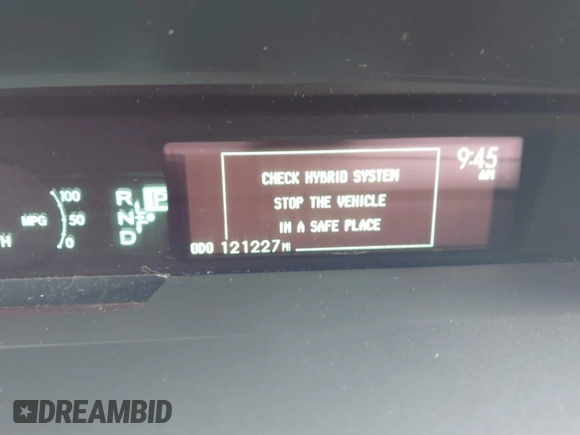 9:45
AM
CHECK HYBRID SYSTEM
STOP THE VEHICLE
IN A SAFE PLACE
ODO 121227 MI
100
MPG 50
H 0
R P
N
D
DREAMBID